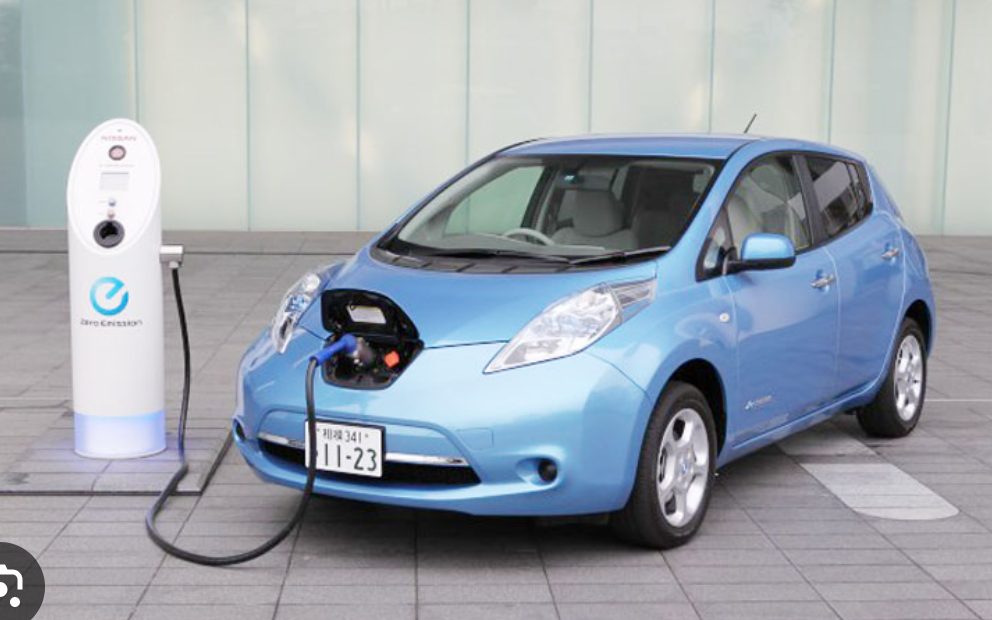 NISSAN
Zero Emission
相模 341
11-23